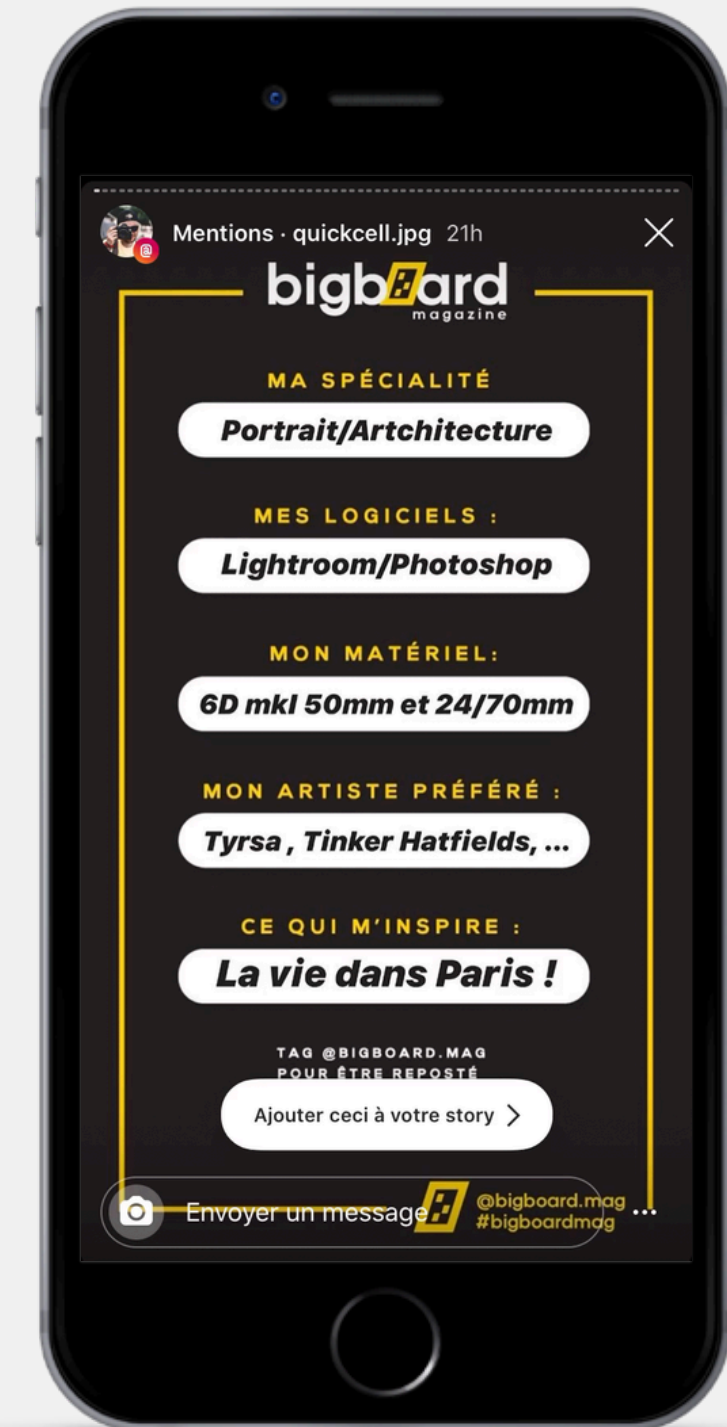 Mentions · quickcell.jpg 21h
bigboard
magazine
MA SPÉCIALITÉ
Portrait/Artchitecture
MES LOGICIELS :
Lightroom/Photoshop
MON MATÉRIEL:
6D mkI 50mm et 24/70mm
MON ARTISTE PRÉFÉRÉ :
Tyrsa , Tinker Hatfields, ...
CE QUI M'INSPIRE :
La vie dans Paris !
TAG @BIGBOARD.MAG
POUR ÊTRE REPOSTÉ
Ajouter ceci à votre story
Envoyer un message
@bigboard.mag
#bigboardmag